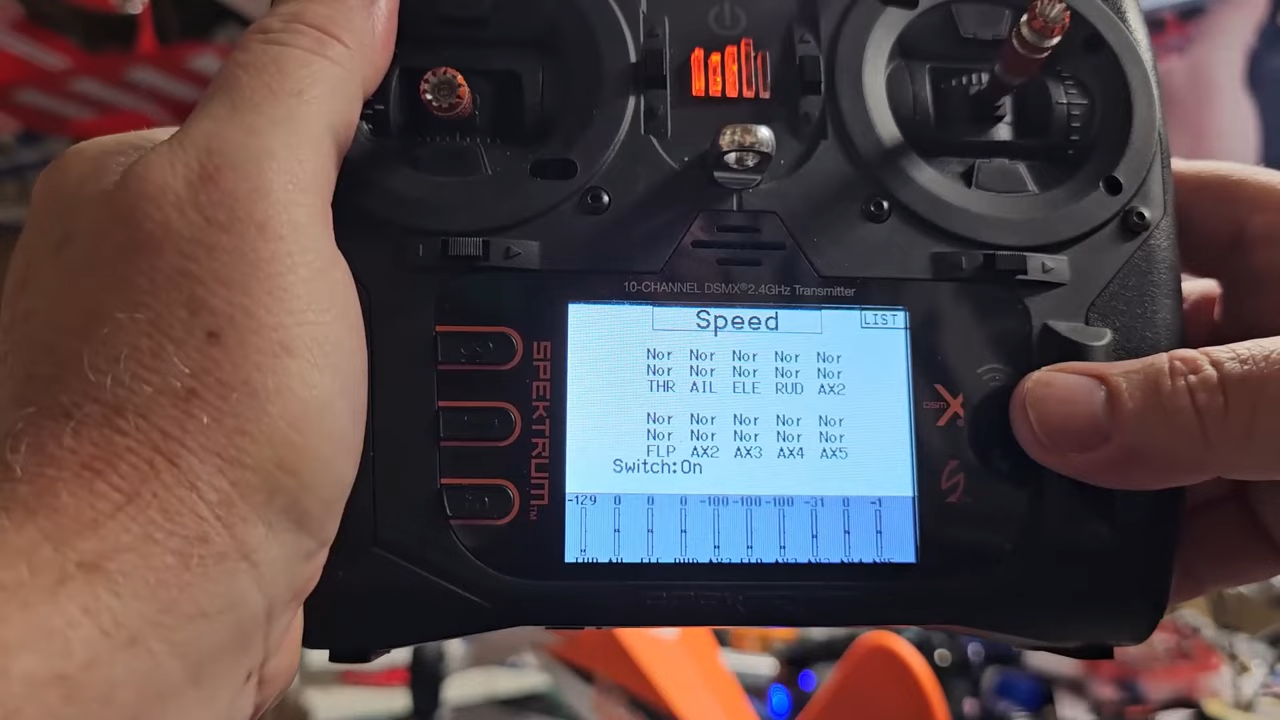 10-CHANNEL DSMX® 2.4GHz Transmitter
Speed
LIST
Nor Nor Nor Nor Nor
Nor Nor Nor Nor Nor
THR AIL ELE RUD AX2
Nor Nor Nor Nor Nor
Nor Nor Nor Nor Nor
FLP AX2 AX3 AX4 AX5
Switch:On
-129 0 0 0 -100 -100 -100 -31 0 -1
SPEKTRUM™
DSM X